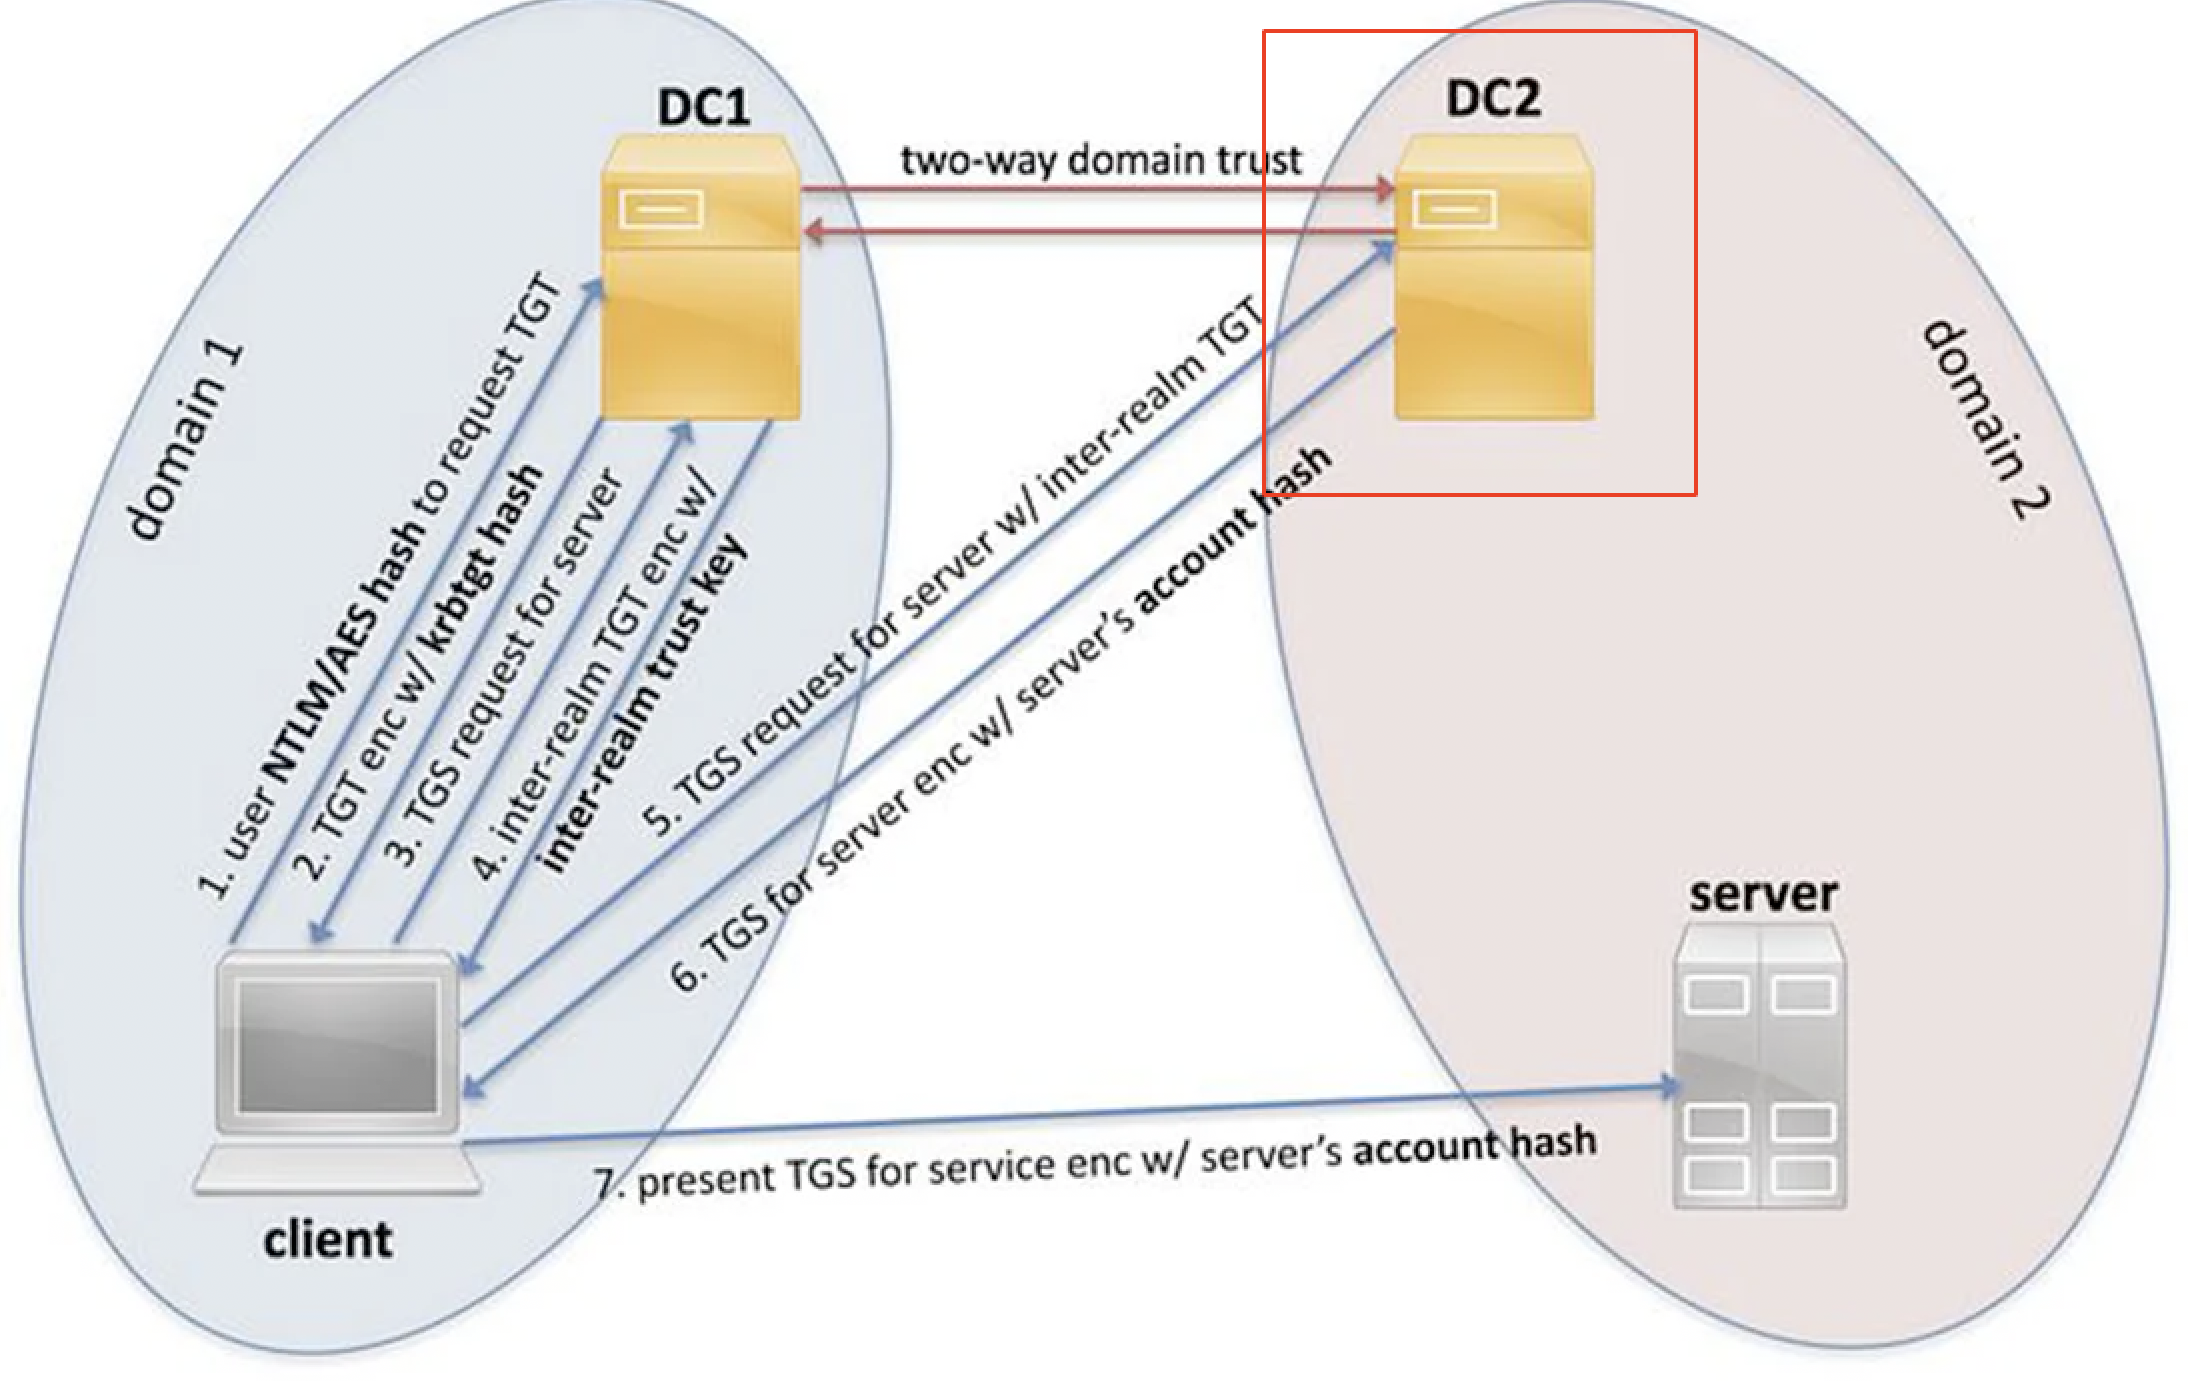 DC1
DC2
two-way domain trust
domain 1
domain 2
1. user NTLM/AES hash to request TGT
2. TGT enc w/ krbtgt hash
3. TGS request for server
4. inter-realm TGT enc w/
inter-realm trust key
5. TGS request for server w/ inter-realm TGT
6. TGS for server enc w/ server’s account hash
server
7. present TGS for service enc w/ server’s account hash
client